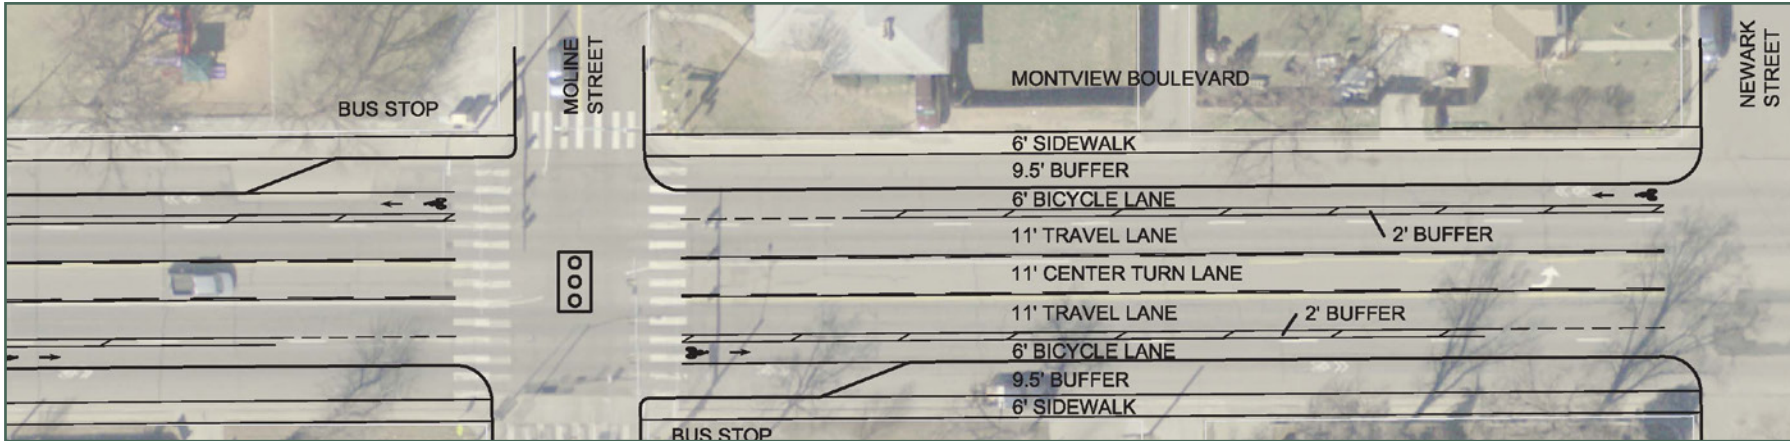 BUS STOP
MOLINE
STREET
MONTVIEW BOULEVARD
NEWARK
STREET
6' SIDEWALK
9.5' BUFFER
6' BICYCLE LANE
11' TRAVEL LANE
2' BUFFER
11' CENTER TURN LANE
11' TRAVEL LANE
2' BUFFER
6' BICYCLE LANE
9.5' BUFFER
6' SIDEWALK
BUS STOP